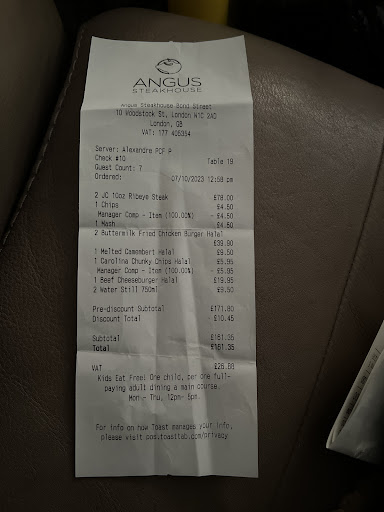 ANGUS
STEAKHOUSE
Angus Steakhouse Bond Street
10 Woodstock St, London W1C 2AD
London, GB
VAT: 177 406354
Server: Alexandre PCF P
Check #10 Table 19
Guest Count: 7
Ordered: 07/10/2023 12:58 pm
2 JC 10oz Ribeye Steak £78.00
1 Chips £4.50
Manager Comp - Item (100.00%) - £4.50
1 Mash £4.50
2 Buttermilk Fried Chicken Burger Halal
£39.90
1 Melted Camembert Halal £9.50
1 Carolina Chunky Chips Halal £5.95
Manager Comp - Item (100.00%) - £5.95
1 Beef Cheeseburger Halal £19.95
2 Water Still 750ml £9.50
Pre-discount Subtotal £171.80
Discount Total - £10.45
Subtotal £161.35
Total £161.35
VAT
Kids Eat Free! One child, per one full-
paying adult dining a main course.
Mon - Thu, 12pm- 5pm.
For info on how Toast manages your info,
please visit pos.toasttab.com/privacy